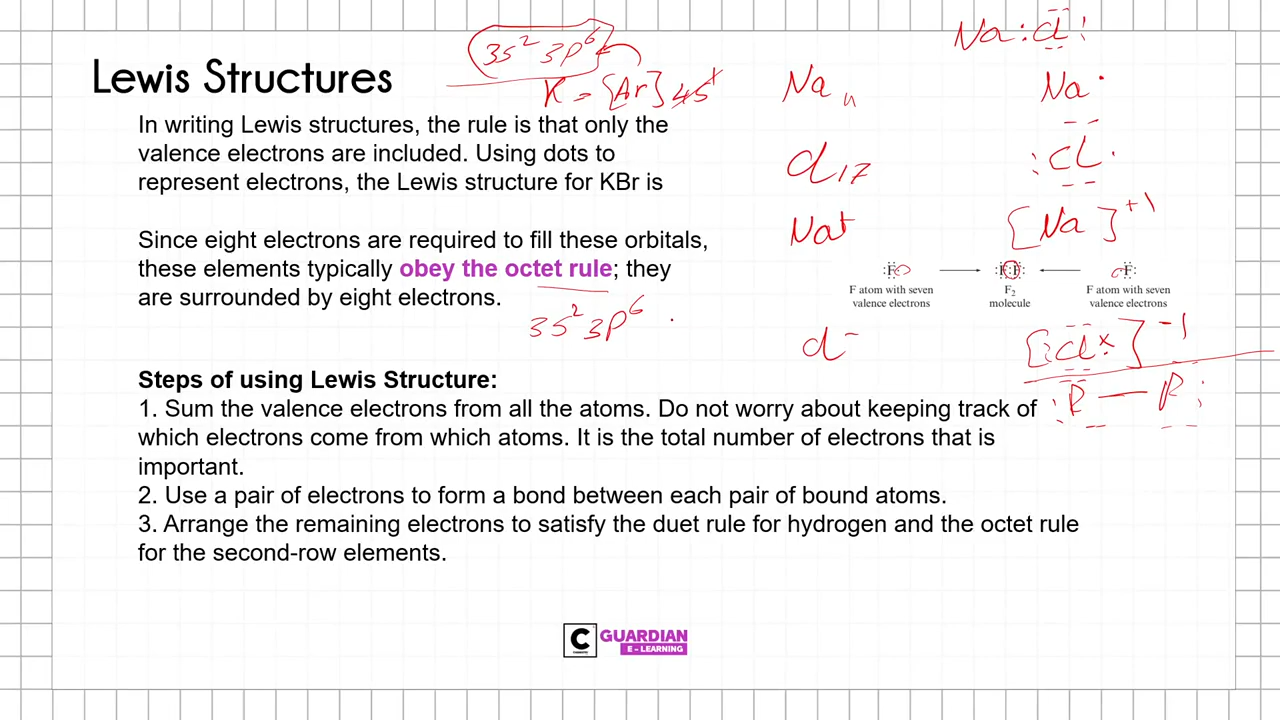 Na : Cl :
3s² 3p⁶
Lewis Structures
K = [Ar] 4s¹
Na
Na ·
In writing Lewis structures, the rule is that only the
valence electrons are included. Using dots to
represent electrons, the Lewis structure for KBr is
Cl 17
: Cl ·
Na+
[Na]+1
Since eight electrons are required to fill these orbitals,
these elements typically obey the octet rule; they
are surrounded by eight electrons.
F
F F
F
F atom with seven
valence electrons
F2
molecule
F atom with seven
valence electrons
3s² 3p⁶
Cl-
[: Cl x]-1
Steps of using Lewis Structure:
1. Sum the valence electrons from all the atoms. Do not worry about keeping track of
which electrons come from which atoms. It is the total number of electrons that is
important.
2. Use a pair of electrons to form a bond between each pair of bound atoms.
3. Arrange the remaining electrons to satisfy the duet rule for hydrogen and the octet rule
for the second-row elements.
C
GUARDIAN
E - LEARNING